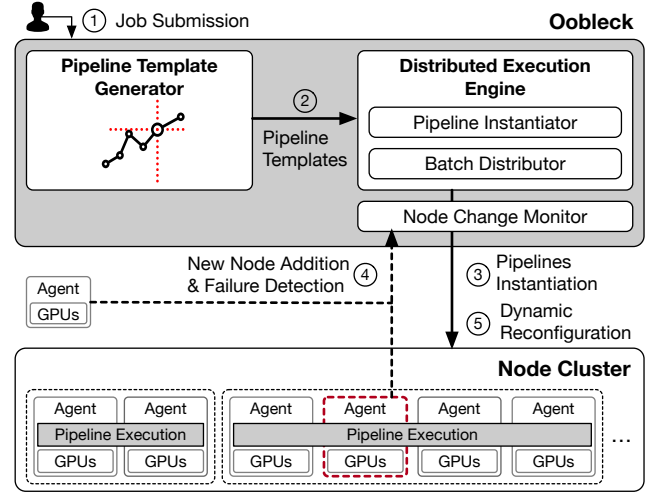 ① Job Submission
Oobleck
Pipeline Template
Generator
②
Pipeline
Templates
Distributed Execution
Engine
Pipeline Instantiator
Batch Distributor
Node Change Monitor
New Node Addition
& Failure Detection
④
③ Pipelines
Instantiation
⑤ Dynamic
Reconfiguration
Agent
GPUs
Node Cluster
Agent Agent
Pipeline Execution
GPUs GPUs
Agent Agent Agent Agent
Pipeline Execution
GPUs GPUs GPUs GPUs
...